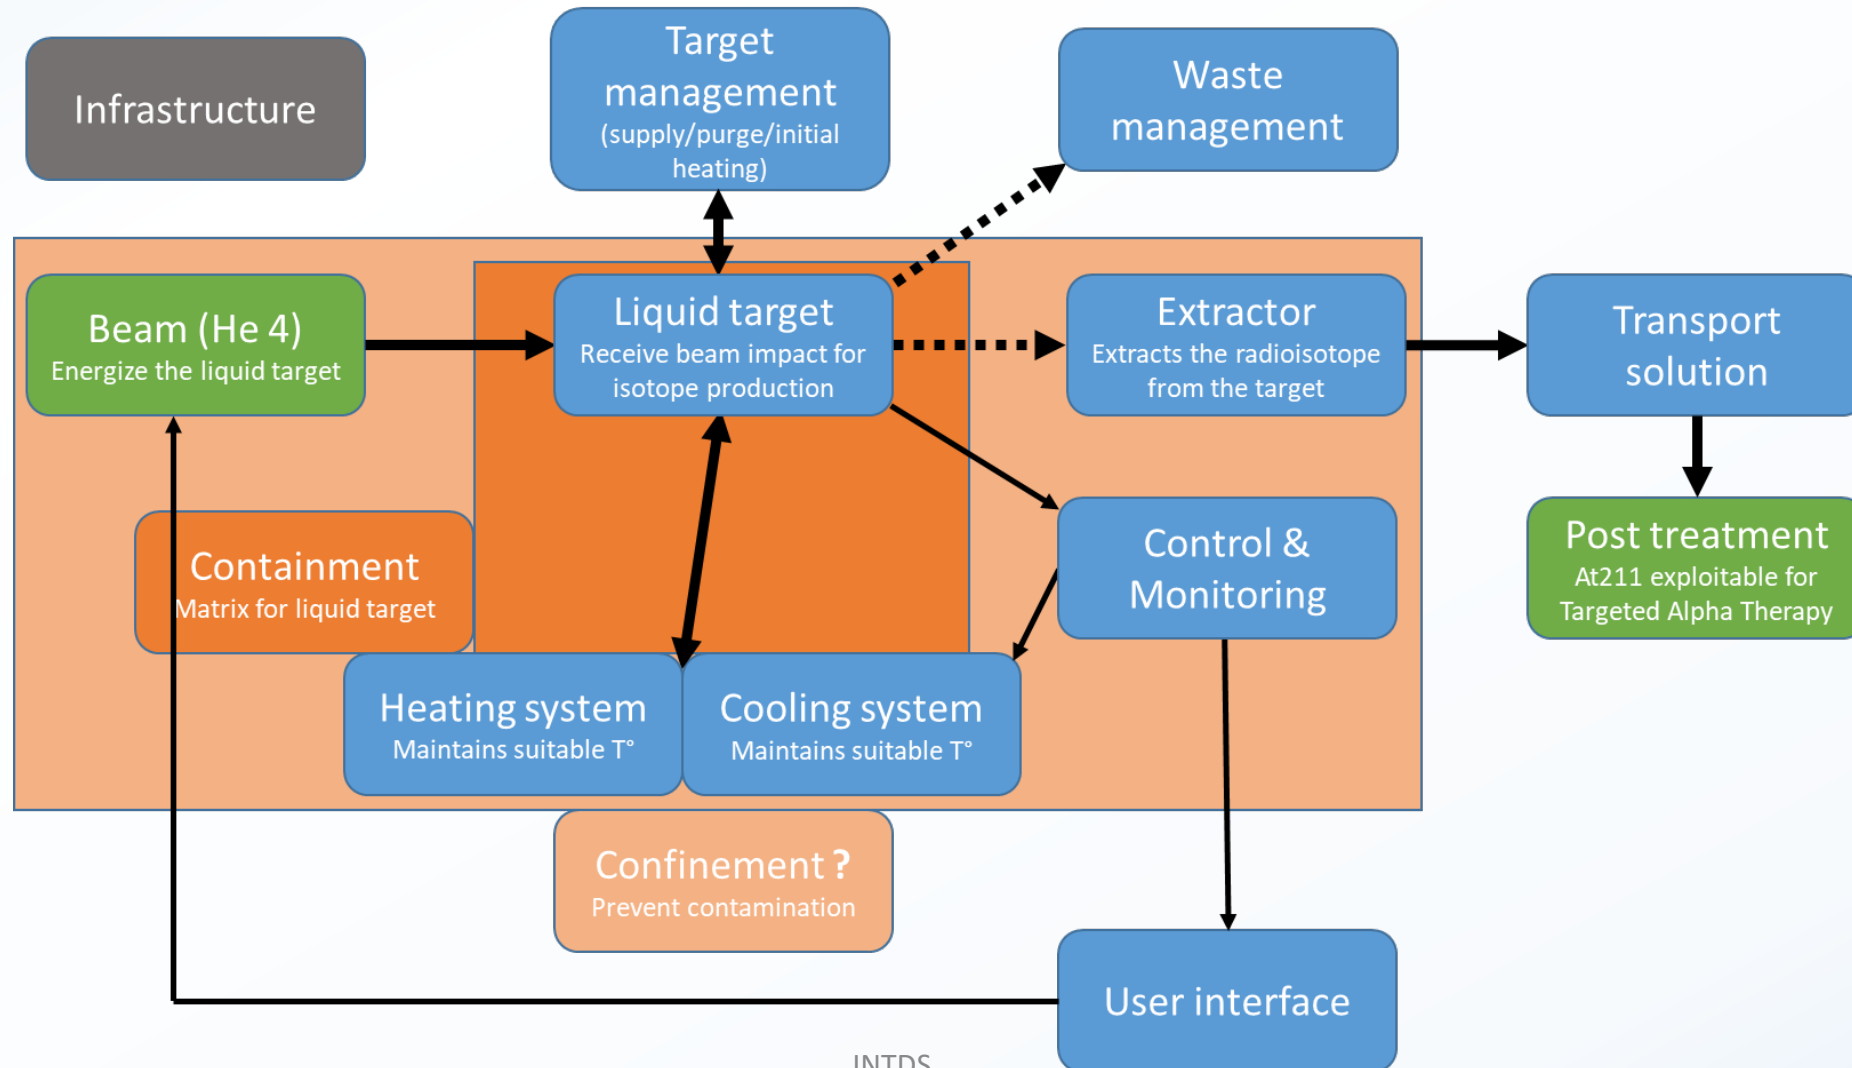 Infrastructure
Target
management
(supply/purge/initial
heating)
Waste
management
Beam (He 4)
Energize the liquid target
Liquid target
Receive beam impact for
isotope production
Extractor
Extracts the radioisotope
from the target
Transport
solution
Containment
Matrix for liquid target
Control &
Monitoring
Post treatment
At211 exploitable for
Targeted Alpha Therapy
Heating system
Maintains suitable T°
Cooling system
Maintains suitable T°
Confinement ?
Prevent contamination
User interface
INTDS